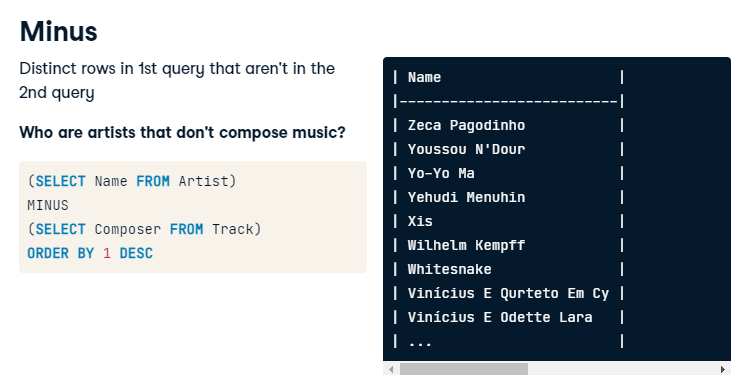 Minus
Distinct rows in 1st query that aren't in the
2nd query
Who are artists that don't compose music?
(SELECT Name FROM Artist)
MINUS
(SELECT Composer FROM Track)
ORDER BY 1 DESC
| Name                     |
|--------------------------|
| Zeca Pagodinho           |
| Youssou N'Dour           |
| Yo-Yo Ma                 |
| Yehudi Menuhin           |
| Xis                      |
| Wilhelm Kempff           |
| Whitesnake               |
| Vinícius E Qurteto Em Cy |
| Vinícius E Odette Lara   |
| ...                      |